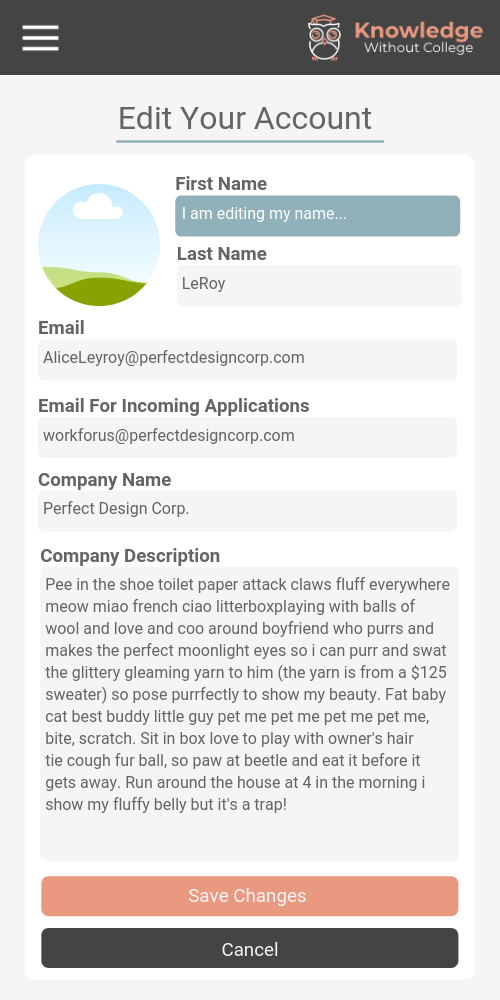 Knowledge
Without College
Edit Your Account
First Name
I am editing my name...
Last Name
LeRoy
Email
AliceLeyroy@perfectdesigncorp.com
Email For Incoming Applications
workforus@perfectdesigncorp.com
Company Name
Perfect Design Corp.
Company Description
Pee in the shoe toilet paper attack claws fluff everywhere
meow miao french ciao litterboxplaying with balls of
wool and love and coo around boyfriend who purrs and
makes the perfect moonlight eyes so i can purr and swat
the glittery gleaming yarn to him (the yarn is from a $125
sweater) so pose purrfectly to show my beauty. Fat baby
cat best buddy little guy pet me pet me pet me pet me,
bite, scratch. Sit in box love to play with owner's hair
tie cough fur ball, so paw at beetle and eat it before it
gets away. Run around the house at 4 in the morning i
show my fluffy belly but it's a trap!
Save Changes
Cancel